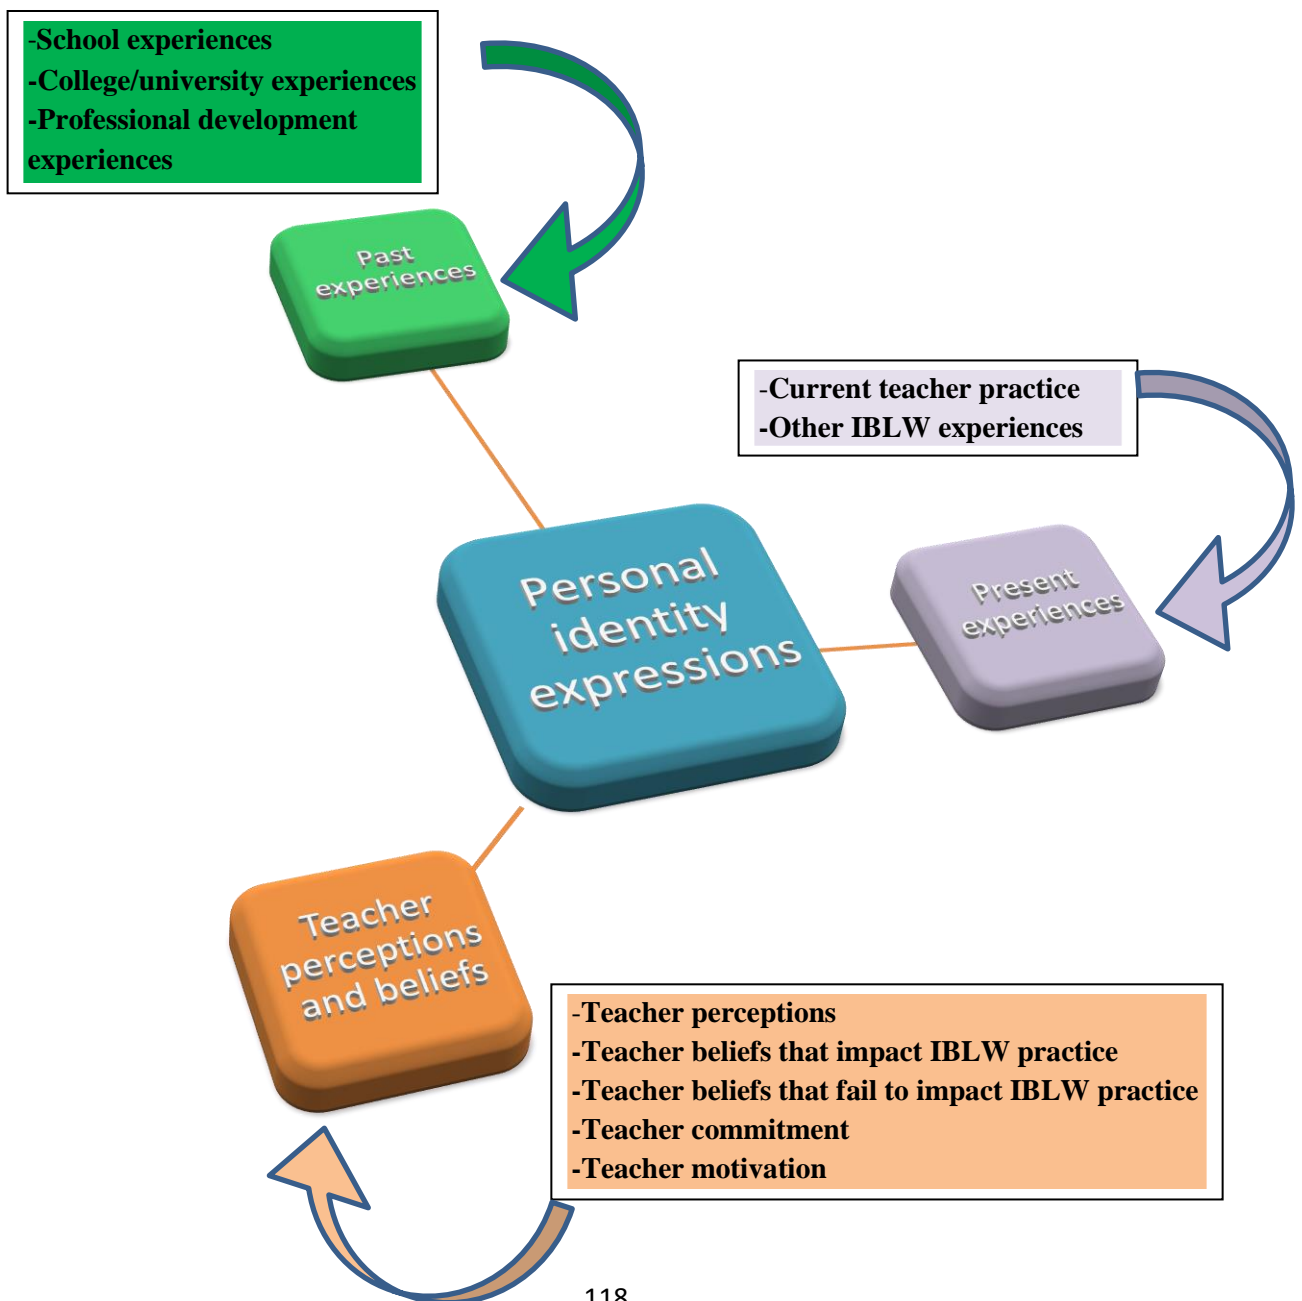 -School experiences
-College/university experiences
-Professional development
experiences
Past
experiences
-Current teacher practice
-Other IBLW experiences
Personal
identity
expressions
Present
experiences
Teacher
perceptions
and beliefs
-Teacher perceptions
-Teacher beliefs that impact IBLW practice
-Teacher beliefs that fail to impact IBLW practice
-Teacher commitment
-Teacher motivation
118